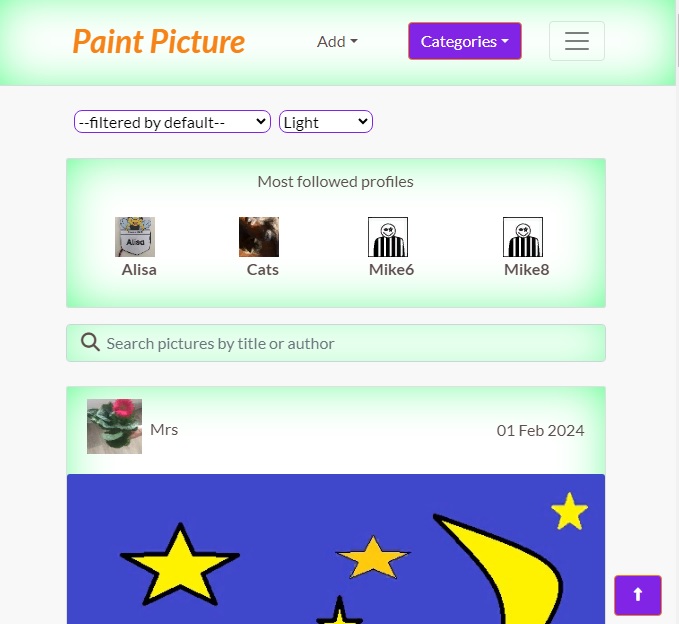 Paint Picture Add Categories
--filtered by default-- Light
Most followed profiles
Alisa
Alisa Cats Mike6 Mike8
Search pictures by title or author
Mrs 01 Feb 2024